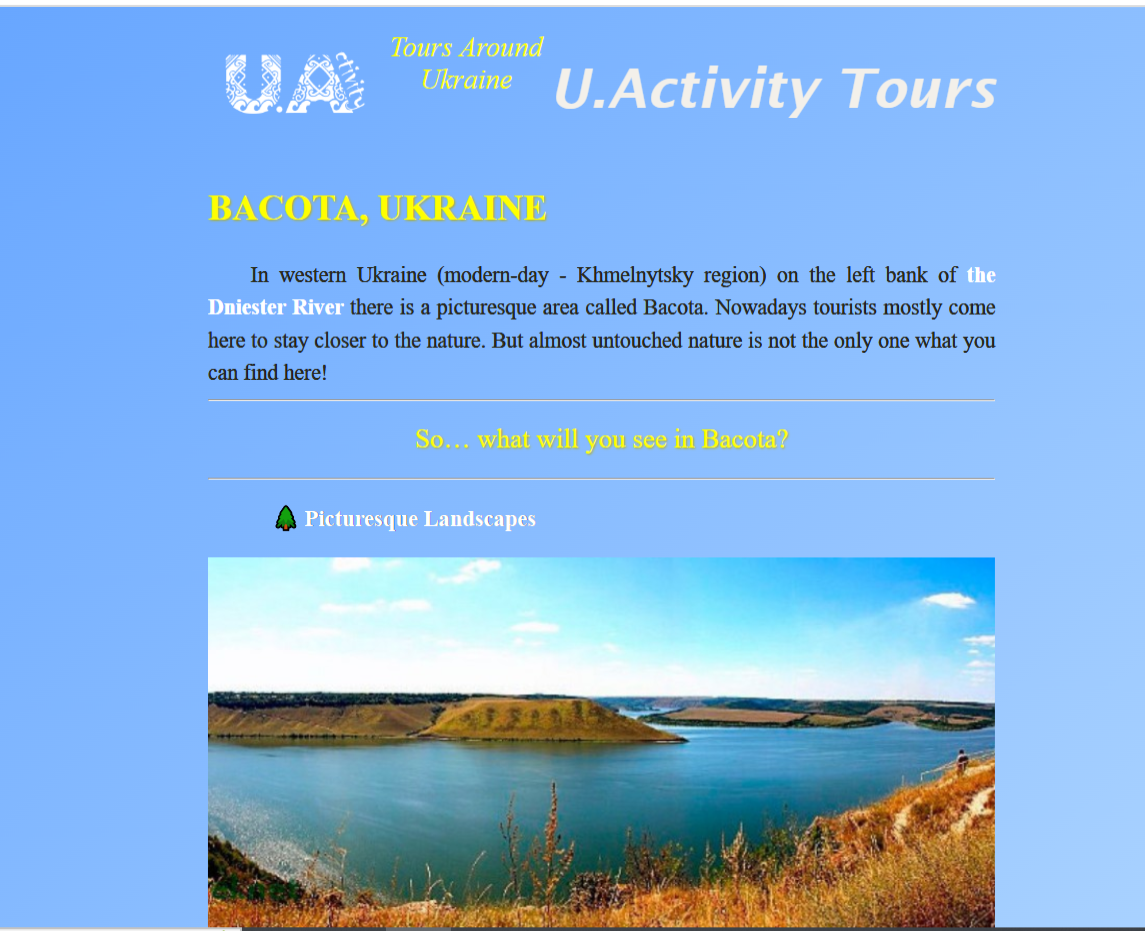 U.Activity
Tours Around
Ukraine
U.Activity Tours
BACOTA, UKRAINE
In western Ukraine (modern-day - Khmelnytsky region) on the left bank of the
Dniester River there is a picturesque area called Bacota. Nowadays tourists mostly come
here to stay closer to the nature. But almost untouched nature is not the only one what you
can find here!
So… what will you see in Bacota?
Picturesque Landscapes